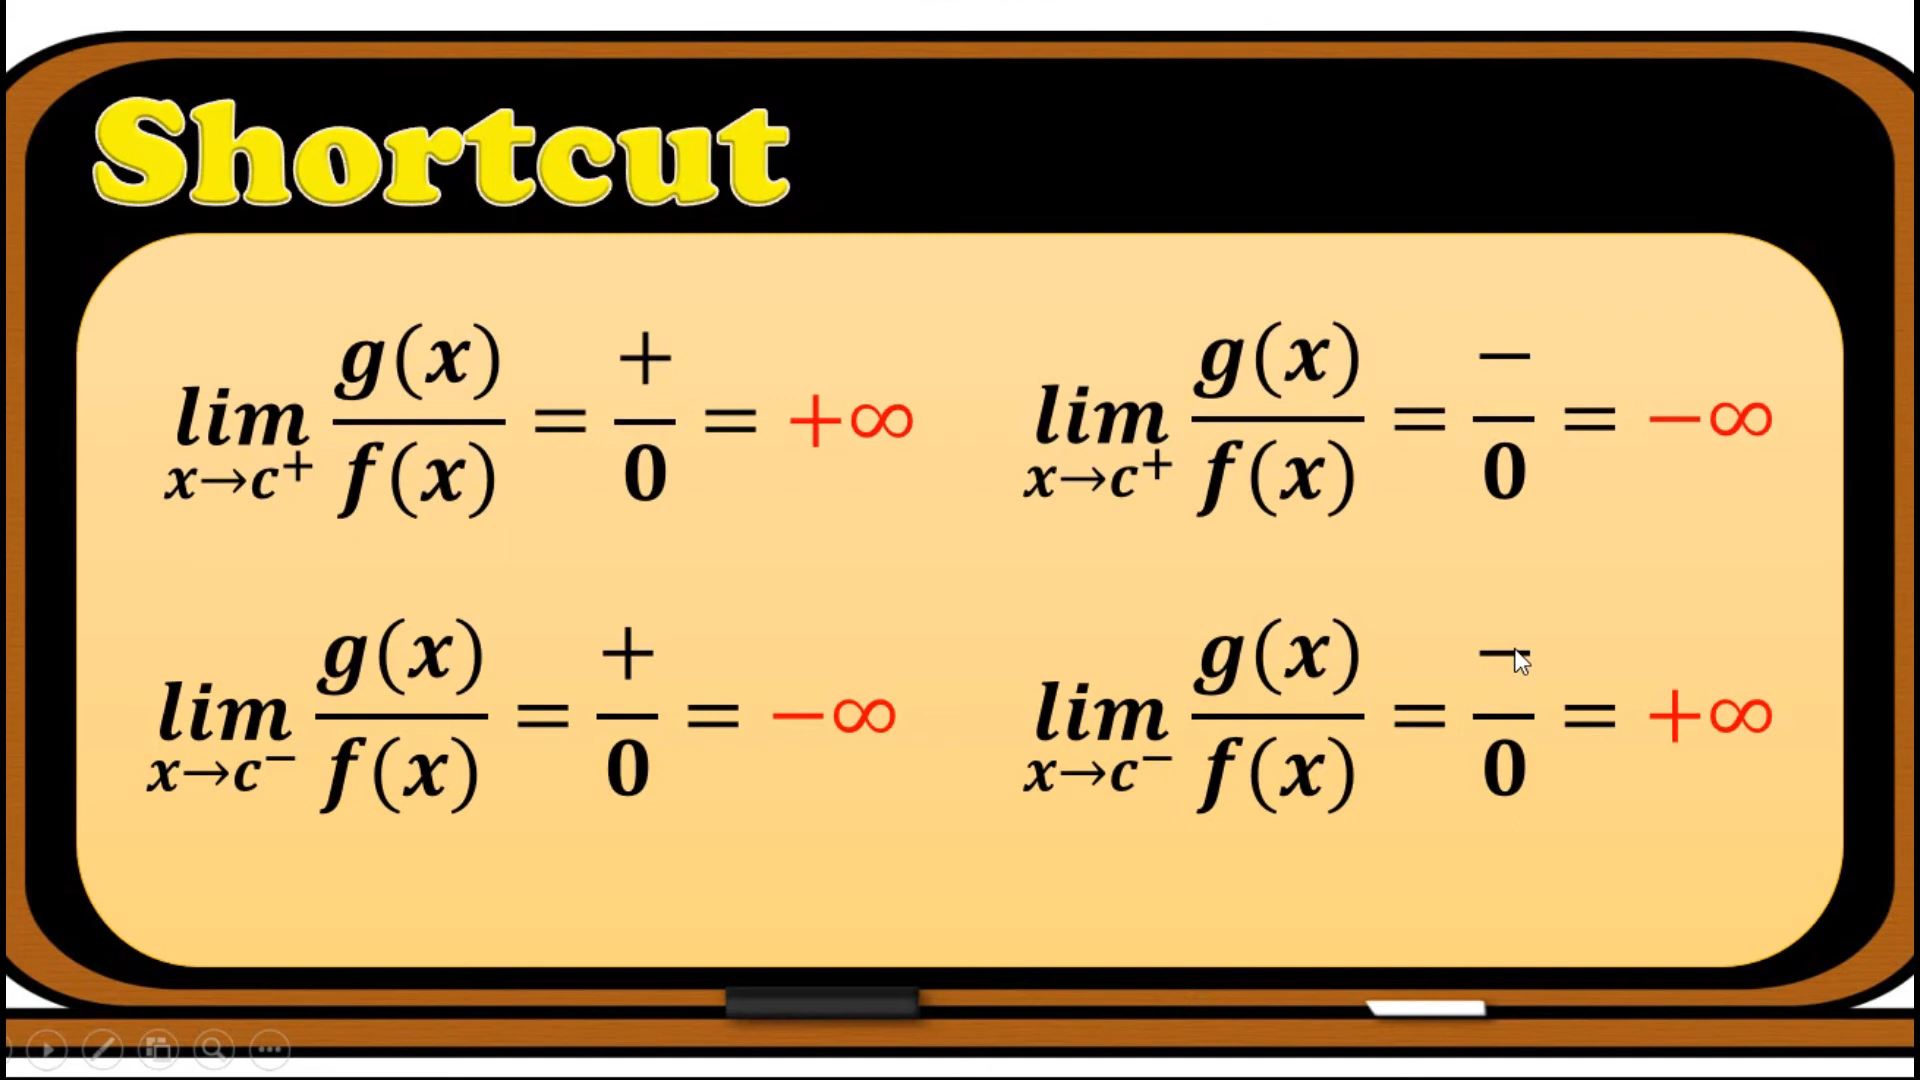 Shortcut
lim x→c⁺ g(x)/f(x) = +/0 = +∞
lim x→c⁺ g(x)/f(x) = −/0 = −∞
lim x→c⁻ g(x)/f(x) = +/0 = −∞
lim x→c⁻ g(x)/f(x) = −/0 = +∞